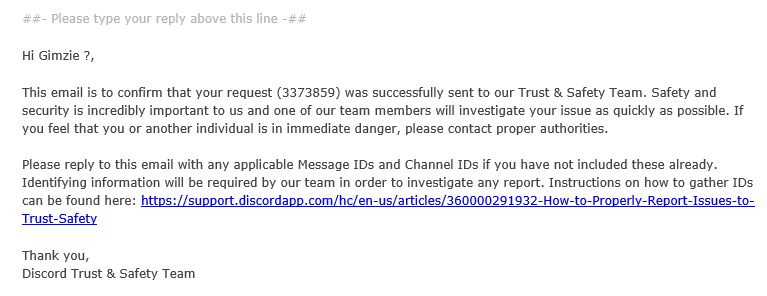 ##- Please type your reply above this line -##
Hi Gimzie ?,
This email is to confirm that your request (3373859) was successfully sent to our Trust & Safety Team. Safety and
security is incredibly important to us and one of our team members will investigate your issue as quickly as possible. If
you feel that you or another individual is in immediate danger, please contact proper authorities.
Please reply to this email with any applicable Message IDs and Channel IDs if you have not included these already.
Identifying information will be required by our team in order to investigate any report. Instructions on how to gather IDs
can be found here: https://support.discordapp.com/hc/en-us/articles/360000291932-How-to-Properly-Report-Issues-to-
Trust-Safety
Thank you,
Discord Trust & Safety Team